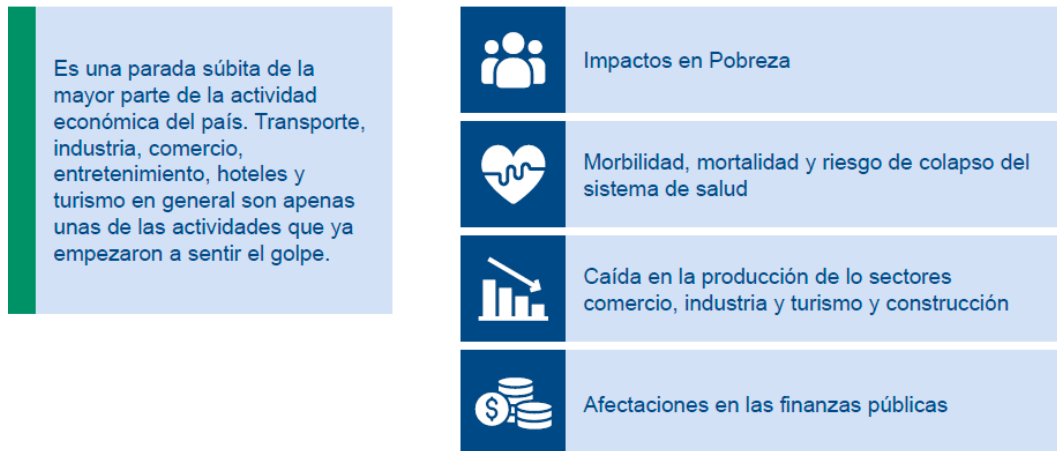 Es una parada súbita de la
mayor parte de la actividad
económica del país. Transporte,
industria, comercio,
entretenimiento, hoteles y
turismo en general son apenas
unas de las actividades que ya
empezaron a sentir el golpe.
Impactos en Pobreza
Morbilidad, mortalidad y riesgo de colapso del
sistema de salud
Caída en la producción de lo sectores
comercio, industria y turismo y construcción
$
Afectaciones en las finanzas públicas